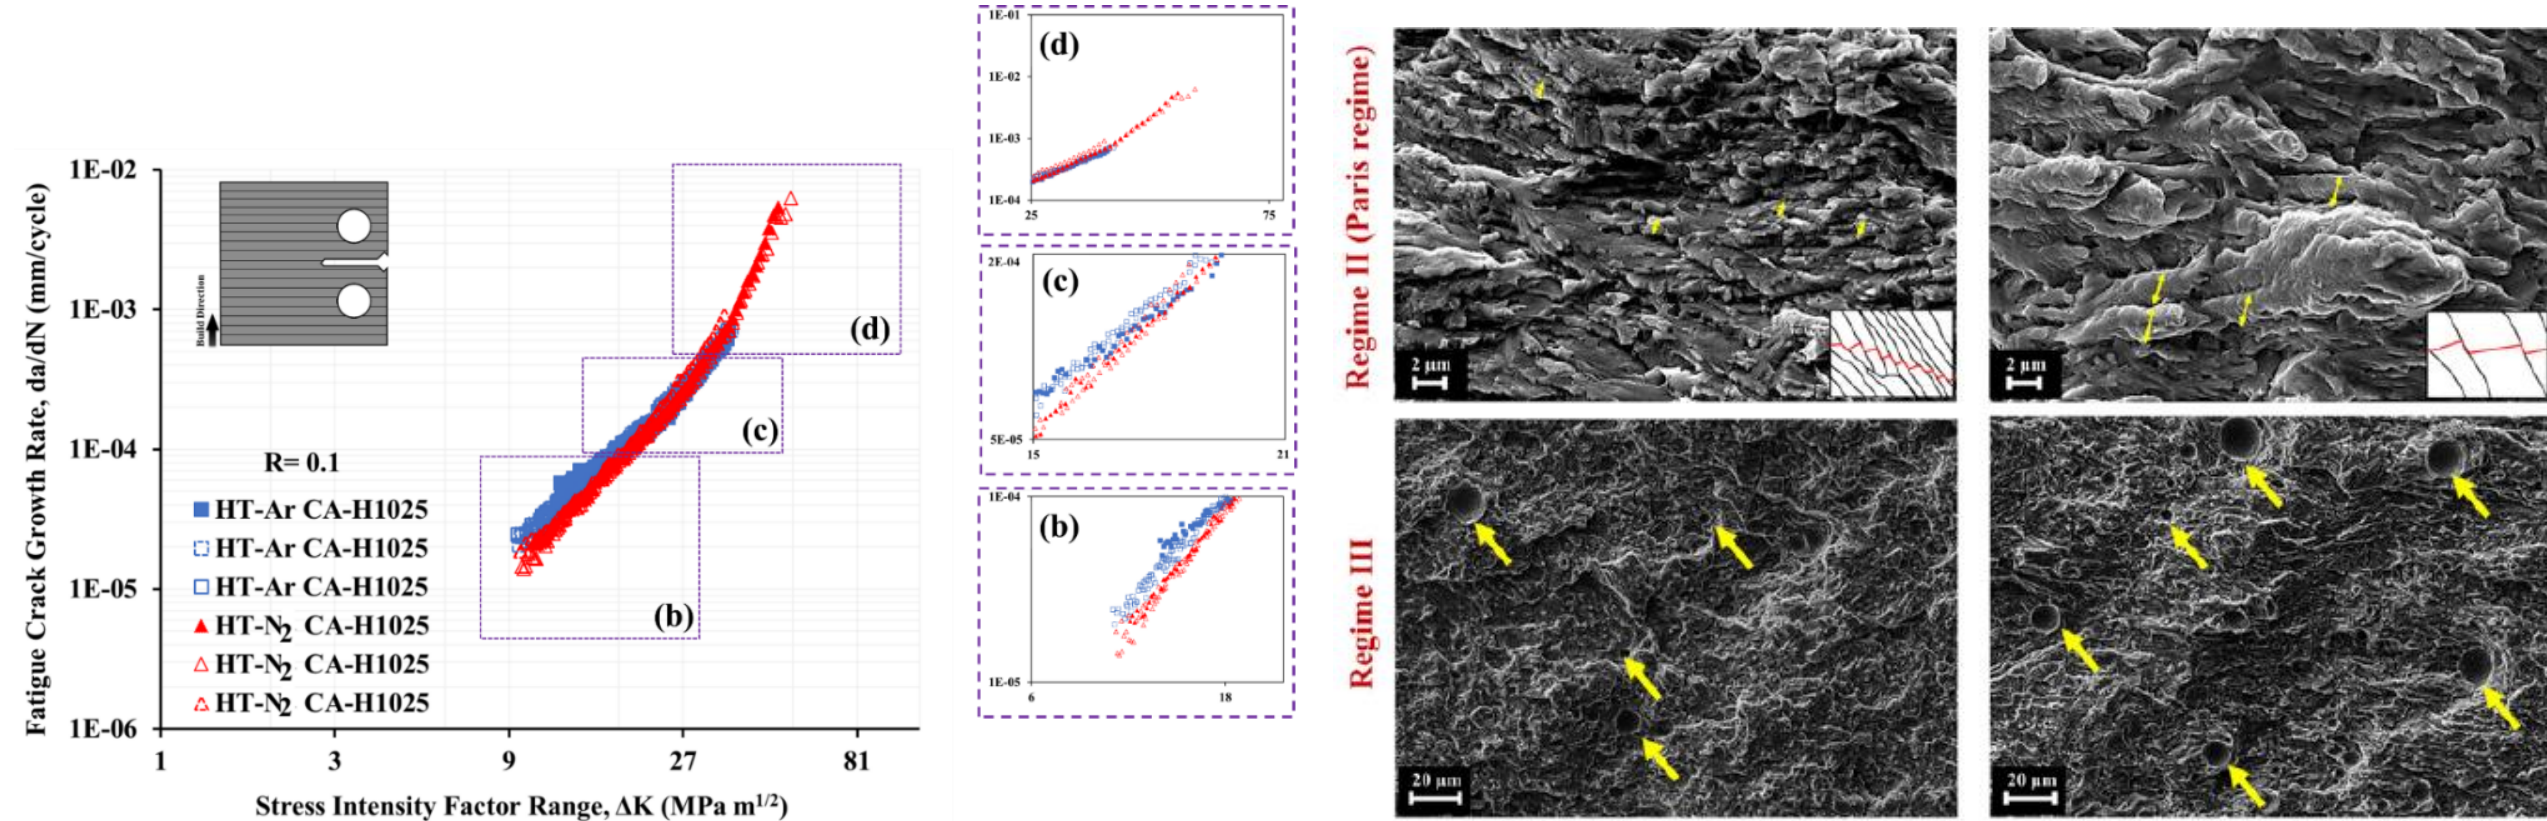 Fatigue Crack Growth Rate, da/dN (mm/cycle)
1E-02
1E-03
1E-04
1E-05
1E-06
1
3
9
27
81
Stress Intensity Factor Range, ΔK (MPa m1/2)
Build Direction
R= 0.1
HT-Ar CA-H1025
HT-Ar CA-H1025
HT-Ar CA-H1025
HT-N2 CA-H1025
HT-N2 CA-H1025
HT-N2 CA-H1025
(d)
(c)
(b)
1E-01
(d)
1E-02
1E-03
1E-04
25
75
2E-04
(c)
5E-05
15
21
1E-04
(b)
1E-05
6
18
Regime II (Paris regime)
2 μm
2 μm
Regime III
20 μm
20 μm